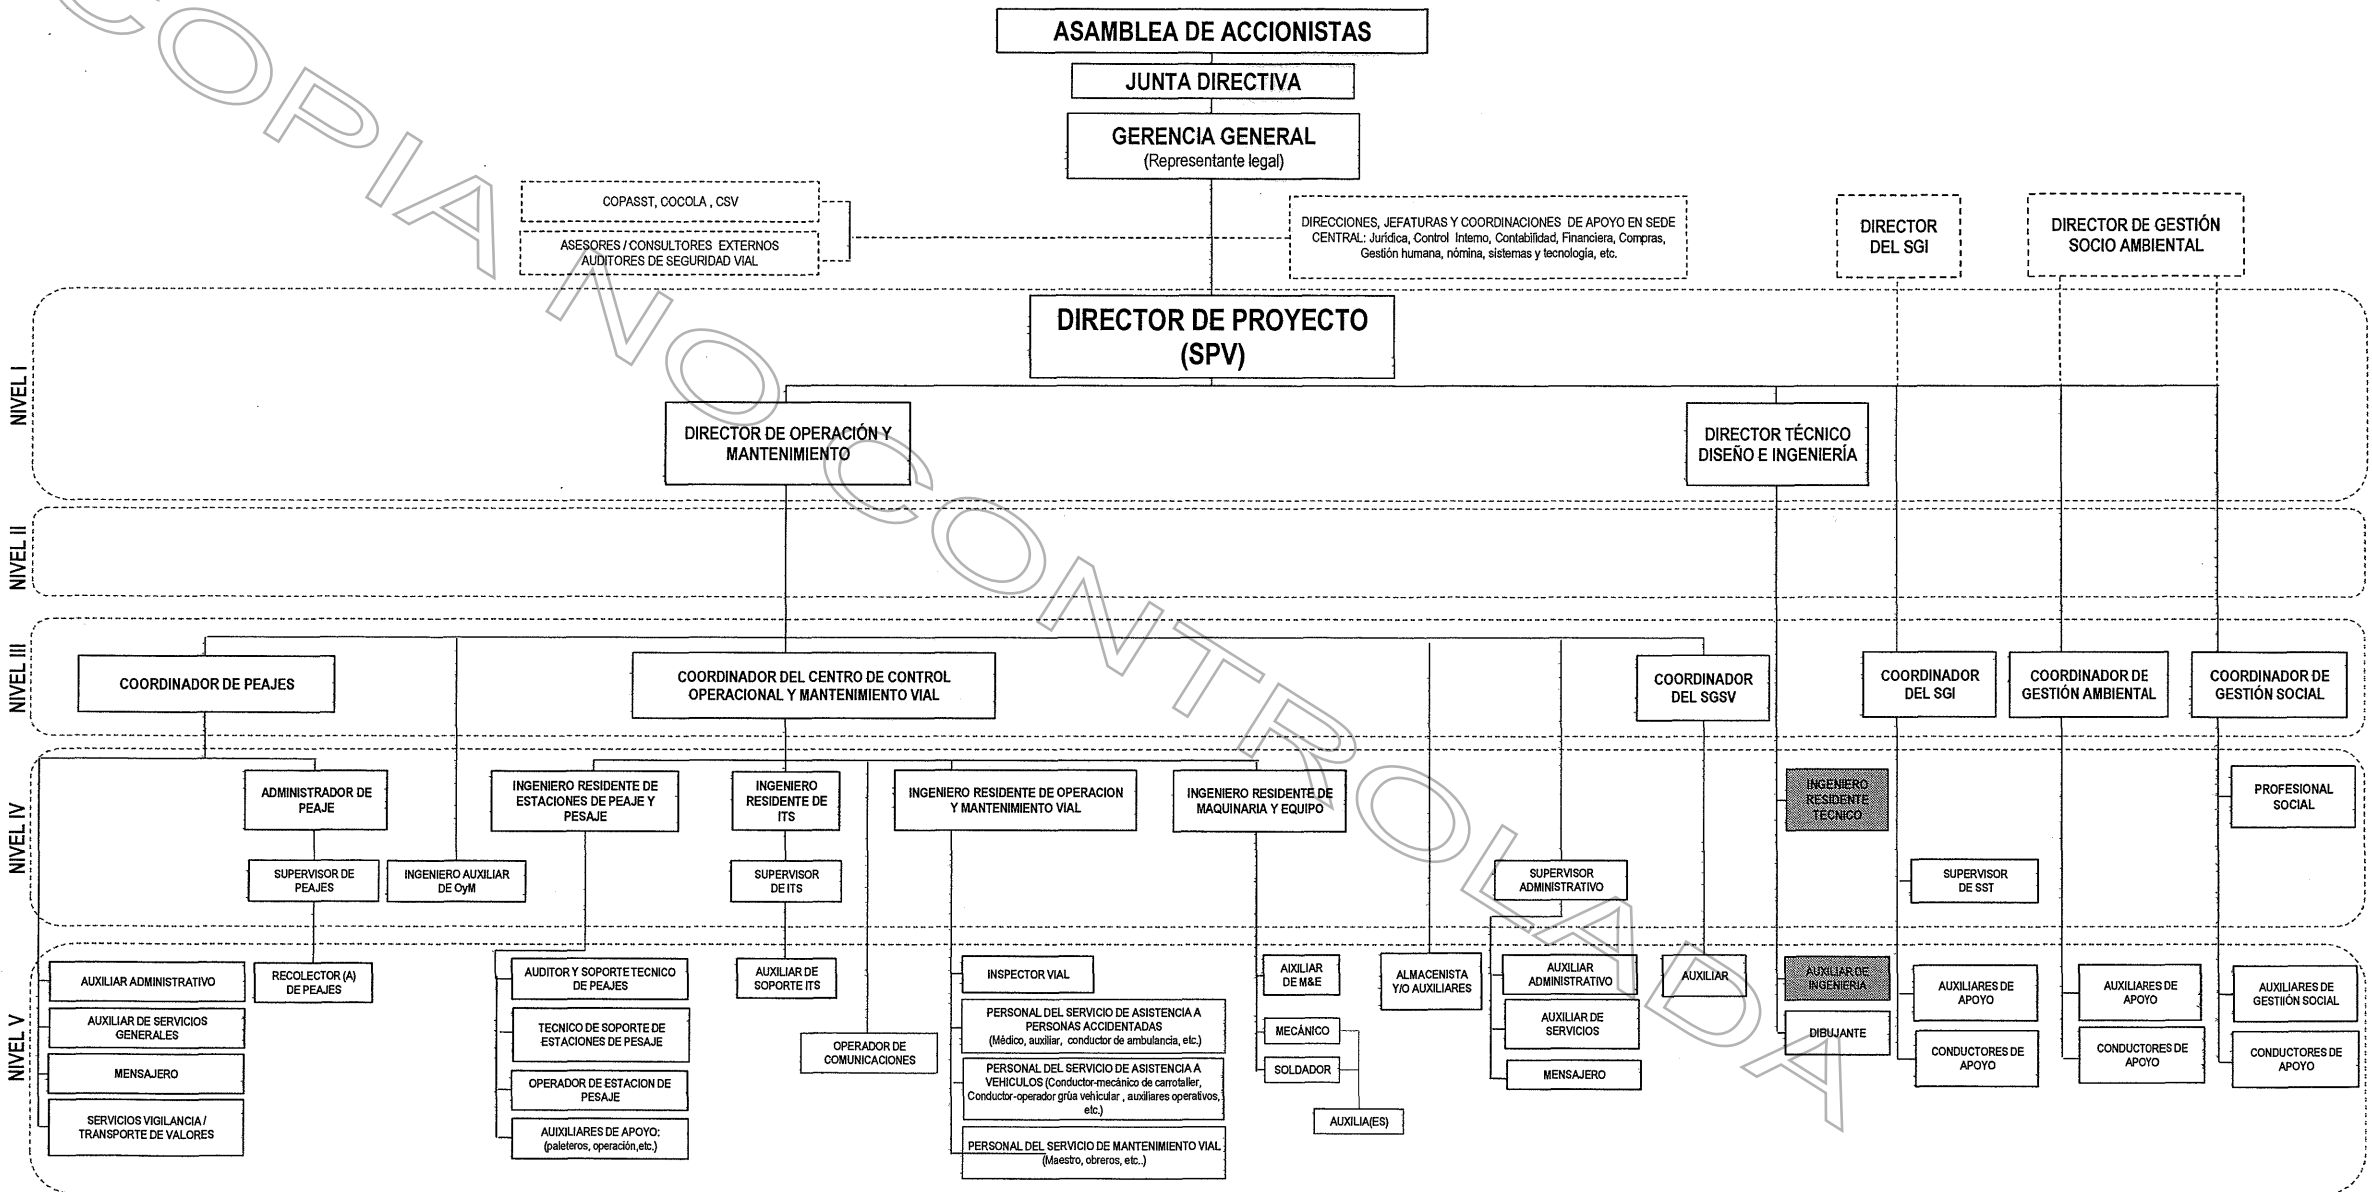 COPIA NO CONTROLADA
ASAMBLEA DE ACCIONISTAS
JUNTA DIRECTIVA
GERENCIA GENERAL
(Representante legal)
COPASST, COCOLA , CSV
ASESORES / CONSULTORES EXTERNOS
AUDITORES DE SEGURIDAD VIAL
DIRECCIONES, JEFATURAS Y COORDINACIONES DE APOYO EN SEDE
CENTRAL: Jurídica, Control Interno, Contabilidad, Financiera, Compras,
Gestión humana, nómina, sistemas y tecnología, etc.
DIRECTOR
DEL SGI
DIRECTOR DE GESTIÓN
SOCIO AMBIENTAL
NIVEL I
DIRECTOR DE PROYECTO
(SPV)
DIRECTOR DE OPERACIÓN Y
MANTENIMIENTO
DIRECTOR TÉCNICO
DISEÑO E INGENIERÍA
NIVEL II
NIVEL III
COORDINADOR DE PEAJES
COORDINADOR DEL CENTRO DE CONTROL
OPERACIONAL Y MANTENIMIENTO VIAL
COORDINADOR
DEL SGSV
COORDINADOR
DEL SGI
COORDINADOR DE
GESTIÓN AMBIENTAL
COORDINADOR DE
GESTIÓN SOCIAL
NIVEL IV
ADMINISTRADOR DE
PEAJE
INGENIERO RESIDENTE DE
ESTACIONES DE PEAJE Y
PESAJE
INGENIERO
RESIDENTE DE
ITS
INGENIERO RESIDENTE DE OPERACION
Y MANTENIMIENTO VIAL
INGENIERO RESIDENTE DE
MAQUINARIA Y EQUIPO
INGENIERO
RESIDENTE
TÉCNICO
PROFESIONAL
SOCIAL
SUPERVISOR DE
PEAJES
INGENIERO AUXILIAR
DE OyM
SUPERVISOR
DE ITS
SUPERVISOR
ADMINISTRATIVO
SUPERVISOR
DE SST
NIVEL V
AUXILIAR ADMINISTRATIVO
AUXILIAR DE SERVICIOS
GENERALES
MENSAJERO
SERVICIOS VIGILANCIA /
TRANSPORTE DE VALORES
RECOLECTOR (A)
DE PEAJES
AUDITOR Y SOPORTE TECNICO
DE PEAJES
TECNICO DE SOPORTE DE
ESTACIONES DE PESAJE
OPERADOR DE ESTACION DE
PESAJE
AUIXILIARES DE APOYO:
(paleteros, operación,etc.)
AUXILIAR DE
SOPORTE ITS
OPERADOR DE
COMUNICACIONES
INSPECTOR VIAL
PERSONAL DEL SERVICIO DE ASISTENCIA A
PERSONAS ACCIDENTADAS
(Médico, auxiliar, conductor de ambulancia, etc.)
PERSONAL DEL SERVICIO DE ASISTENCIA A
VEHICULOS (Conductor-mecánico de carrotaller,
Conductor-operador grùa vehicular , auxiliares operativos,
etc.)
PERSONAL DEL SERVICIO DE MANTENIMIENTO VIAL
(Maestro, obreros, etc..)
AIXILIAR
DE M&E
MECÁNICO
SOLDADOR
AUXILIA(ES)
ALMACENISTA
Y/O AUXILIARES
AUXILIAR
ADMINISTRATIVO
AUXILIAR DE
SERVICIOS
MENSAJERO
AUXILIAR
AUXILIAR DE
INGENIERIA
DIBUJANTE
AUXILIARES DE
APOYO
CONDUCTORES DE
APOYO
AUXILIARES DE
APOYO
CONDUCTORES DE
APOYO
AUXILIARES DE
GESTIIÓN SOCIAL
CONDUCTORES DE
APOYO